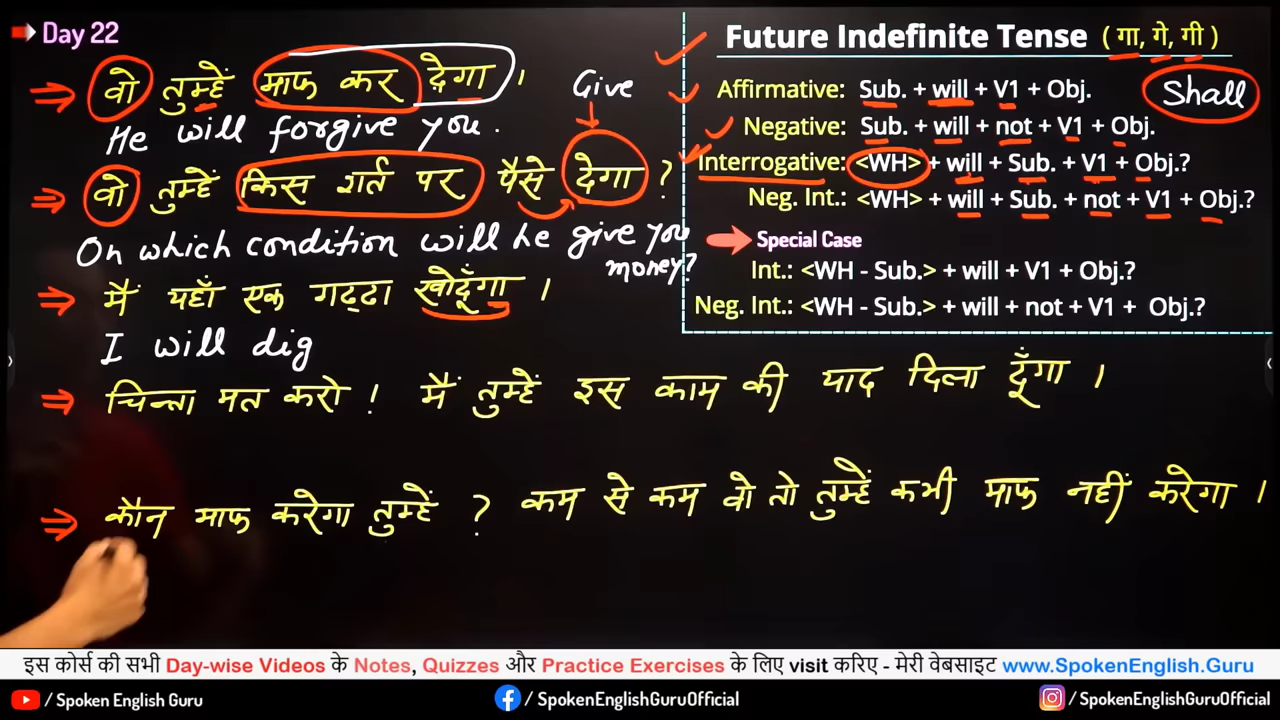 Day 22
वो तुम्हें माफ कर देगा ।
He will forgive you.
Give
वो तुम्हें किस शर्त पर पैसे देगा ?
On which condition will he give you
money?
मैं यहाँ एक गद्‌दा खोदूँगा ।
I will dig
चिन्ता मत करो ! मैं तुम्हें इस काम की याद दिला दूँगा ।
कौन माफ करेगा तुम्हें ? कम से कम वो तो तुम्हें कभी माफ नहीं करेगा ।
Future Indefinite Tense ( गा, गे, गी )
Affirmative: Sub. + will + V1 + Obj.
Shall
Negative: Sub. + will + not + V1 + Obj.
Interrogative: <WH> + will + Sub. + V1 + Obj.?
Neg. Int.: <WH> + will + Sub. + not + V1 + Obj.?
Special Case
Int.: <WH - Sub.> + will + V1 + Obj.?
Neg. Int.: <WH - Sub.> + will + not + V1 + Obj.?
इस कोर्स की सभी Day-wise Videos के Notes, Quizzes और Practice Exercises के लिए visit करिए - मेरी वेबसाइट www.SpokenEnglish.Guru
/ Spoken English Guru
/ SpokenEnglishGuruOfficial
/ SpokenEnglishGuruOfficial